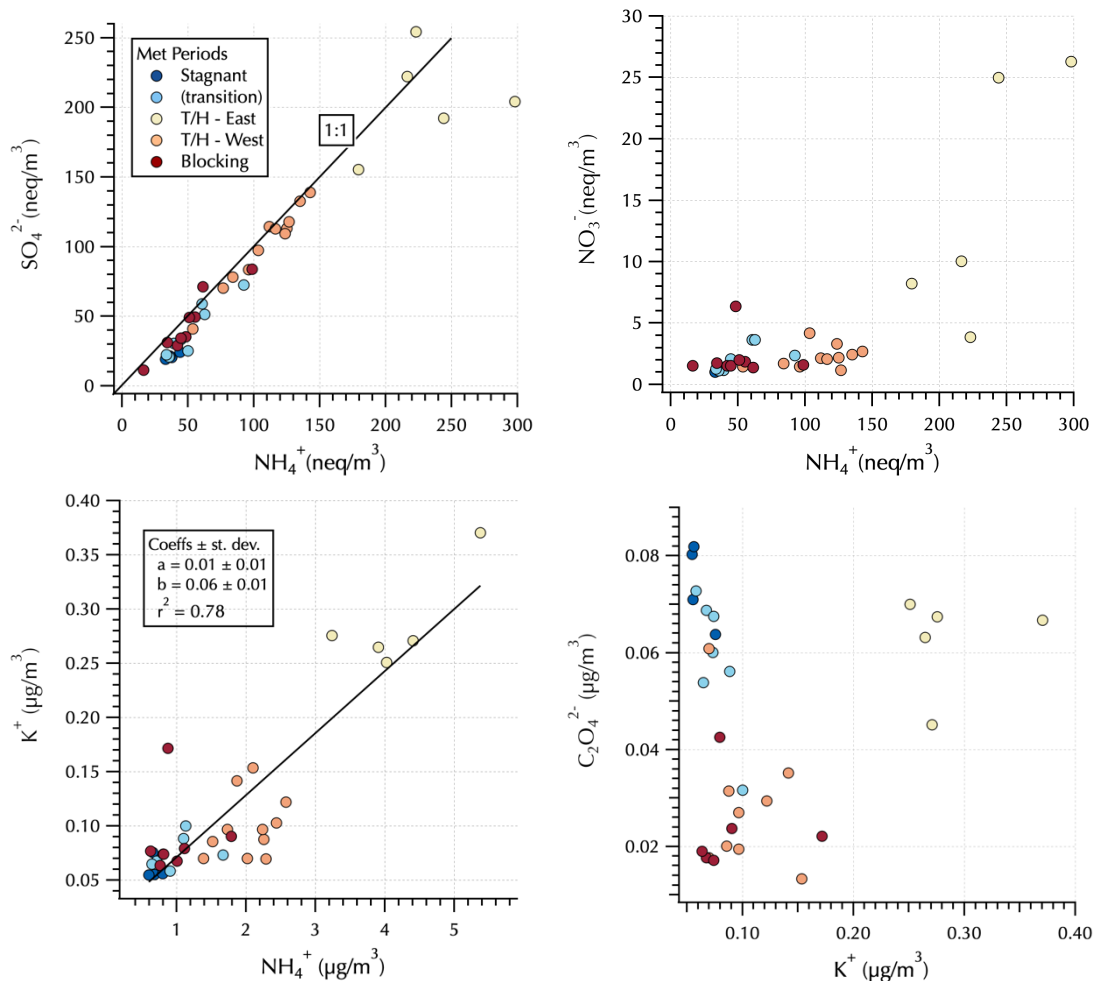 250
200
150
100
50
0
SO₄²⁻(neq/m³)
Met Periods
Stagnant
(transition)
T/H - East
T/H - West
Blocking
1:1
0 50 100 150 200 250 300
NH₄⁺(neq/m³)
30
25
20
15
10
5
0
NO₃⁻(neq/m³)
0 50 100 150 200 250 300
NH₄⁺(neq/m³)
0.40
0.35
0.30
0.25
0.20
0.15
0.10
0.05
K⁺ (µg/m³)
Coeffs ± st. dev.
a = 0.01 ± 0.01
b = 0.06 ± 0.01
r² = 0.78
1 2 3 4 5
NH₄⁺ (µg/m³)
0.08
0.06
0.04
0.02
C₂O₄²⁻ (µg/m³)
0.10 0.20 0.30 0.40
K⁺ (µg/m³)